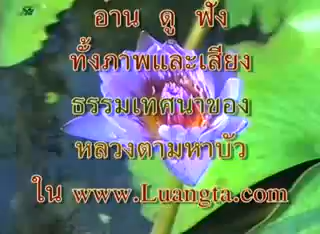 อ่าน ดู ฟัง
ทั้งภาพและเสียง
ธรรมเทศนาของ
หลวงตามหาบัว
ใน www.Luangta.com